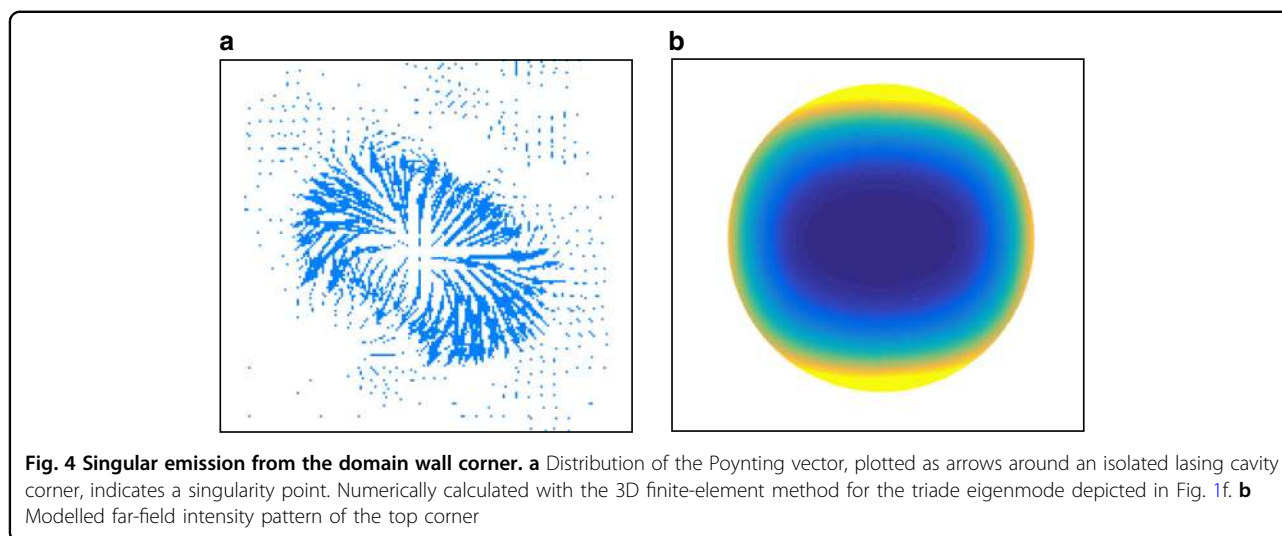 a
b
Fig. 4 Singular emission from the domain wall corner. a Distribution of the Poynting vector, plotted as arrows around an isolated lasing cavity
corner, indicates a singularity point. Numerically calculated with the 3D finite-element method for the triade eigenmode depicted in Fig. 1f. b
Modelled far-field intensity pattern of the top corner